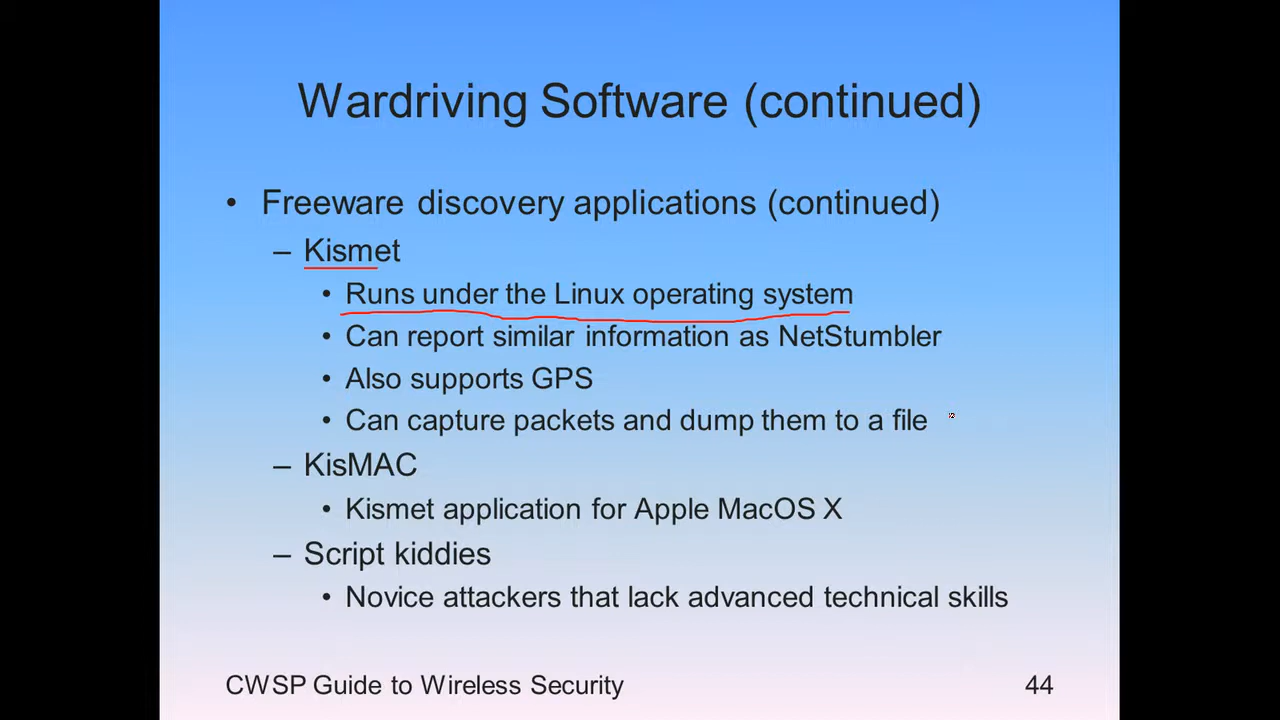 Wardriving Software (continued)
• Freeware discovery applications (continued)
– Kismet
• Runs under the Linux operating system
• Can report similar information as NetStumbler
• Also supports GPS
• Can capture packets and dump them to a file
– KisMAC
• Kismet application for Apple MacOS X
– Script kiddies
• Novice attackers that lack advanced technical skills
CWSP Guide to Wireless Security
44